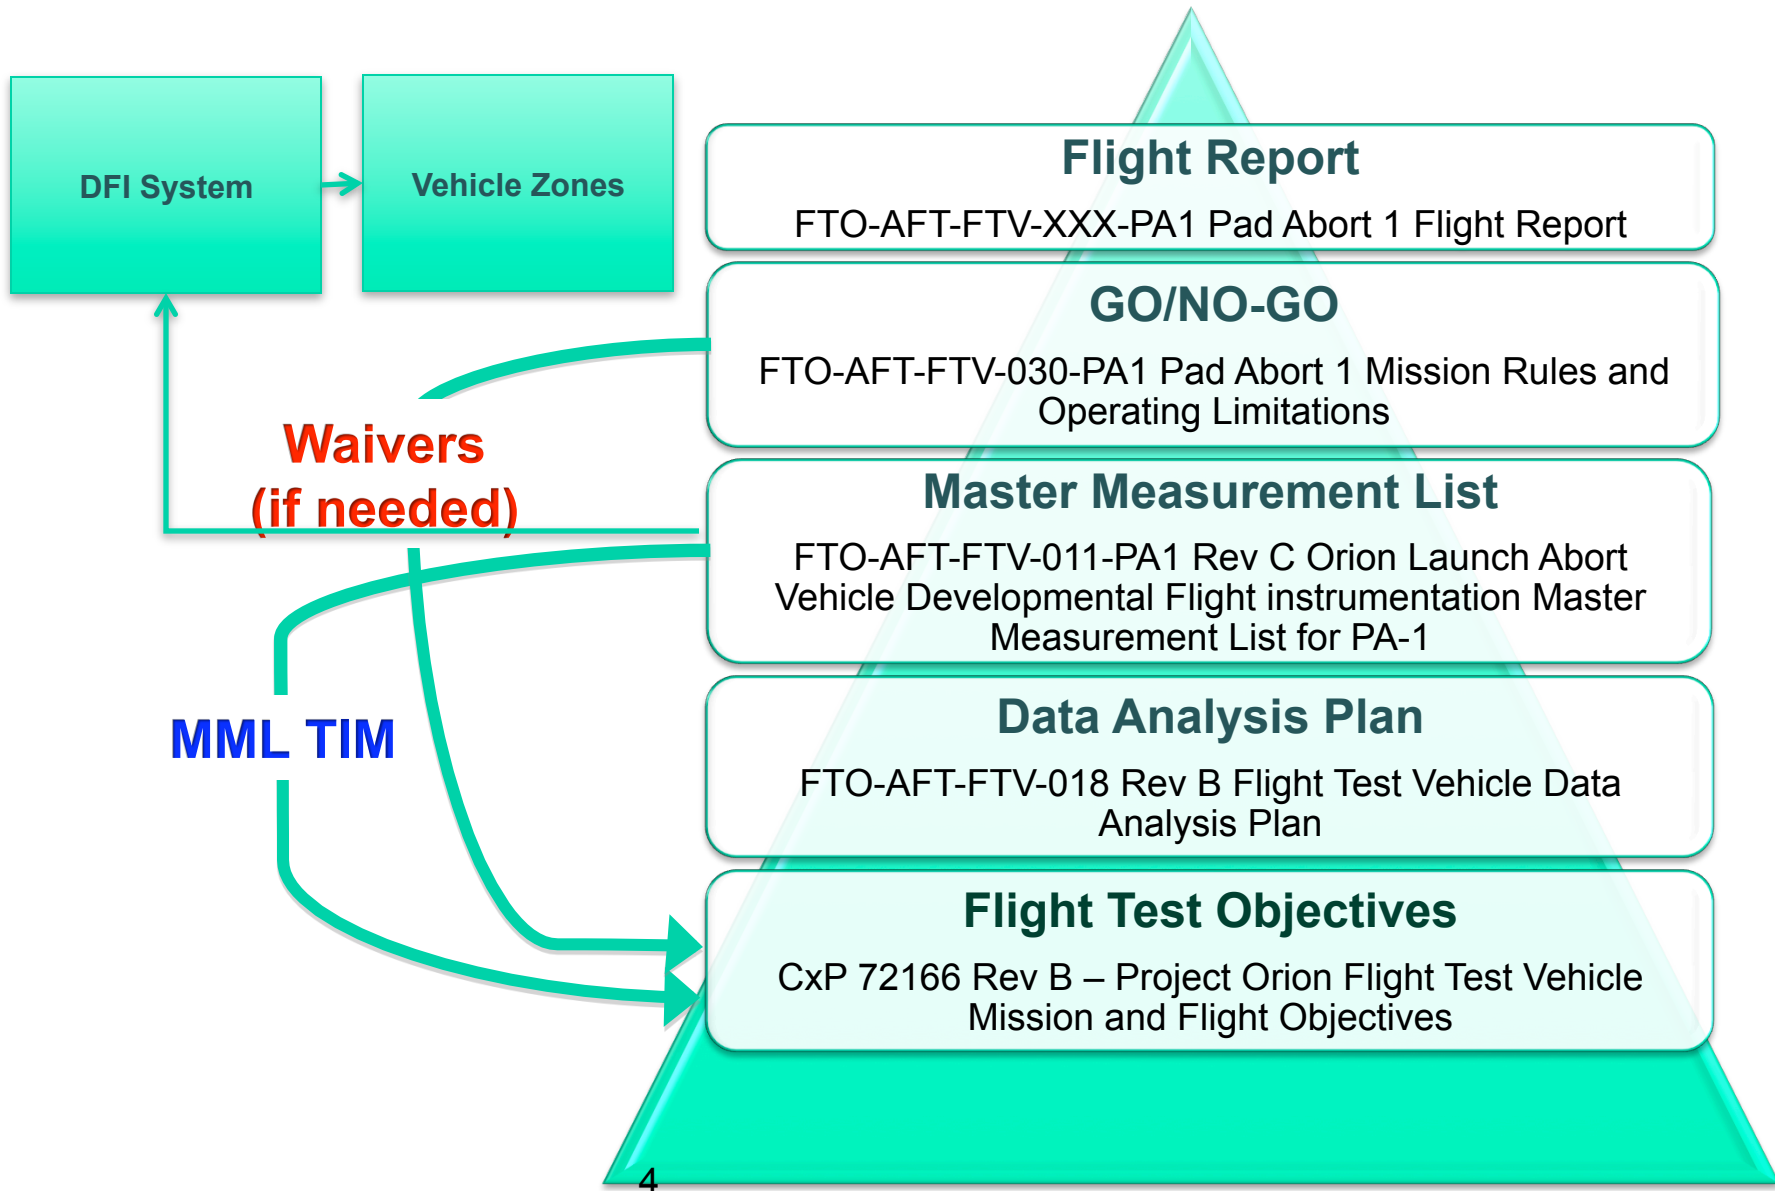 DFI System
Vehicle Zones
Flight Report
FTO-AFT-FTV-XXX-PA1 Pad Abort 1 Flight Report
GO/NO-GO
FTO-AFT-FTV-030-PA1 Pad Abort 1 Mission Rules and
Operating Limitations
Waivers
(if needed)
Master Measurement List
FTO-AFT-FTV-011-PA1 Rev C Orion Launch Abort
Vehicle Developmental Flight instrumentation Master
Measurement List for PA-1
MML TIM
Data Analysis Plan
FTO-AFT-FTV-018 Rev B Flight Test Vehicle Data
Analysis Plan
Flight Test Objectives
CxP 72166 Rev B – Project Orion Flight Test Vehicle
Mission and Flight Objectives
4